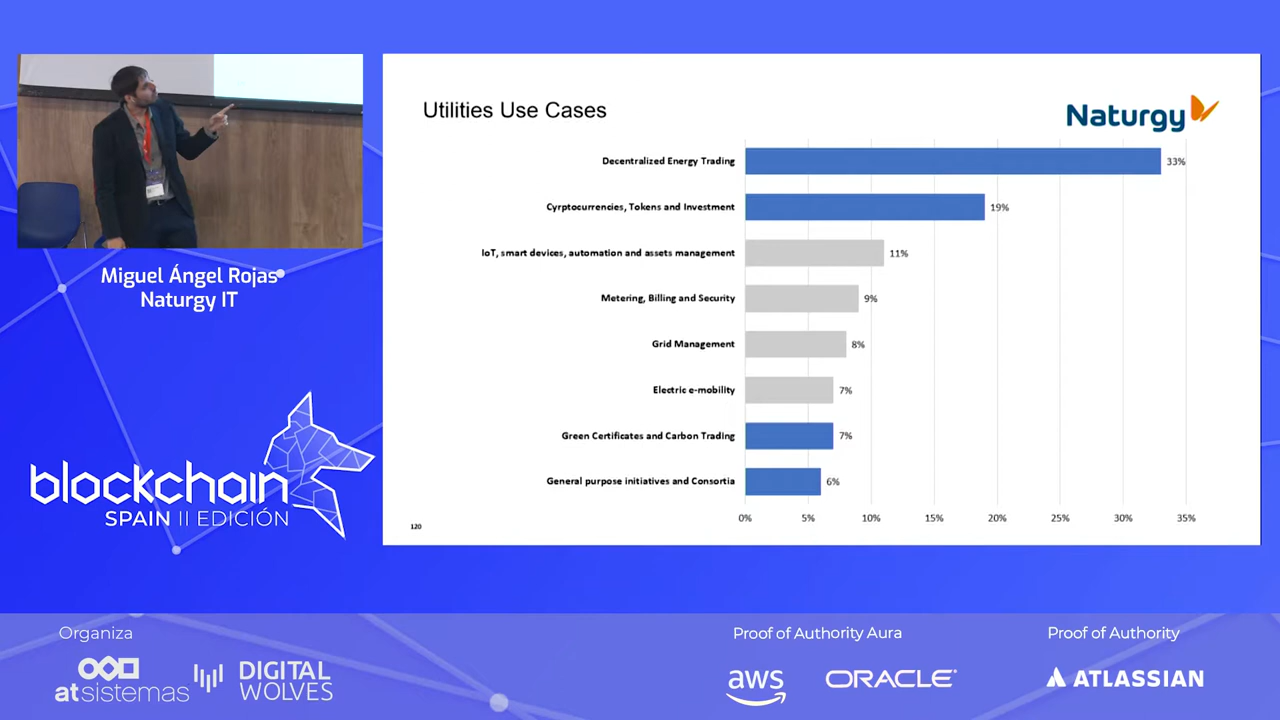 Utilities Use Cases
Naturgy
Decentralized Energy Trading
33%
Cyrptocurrencies, Tokens and Investment
19%
IoT, smart devices, automation and assets management
11%
Metering, Billing and Security
9%
Grid Management
8%
Electric e-mobility
7%
Green Certificates and Carbon Trading
7%
General purpose initiatives and Consortia
6%
0% 5% 10% 15% 20% 25% 30% 35%
120
Miguel Ángel Rojas
Naturgy IT
blockchain
SPAIN II EDICIÓN
Organiza
atsistemas
DIGITAL
WOLVES
Proof of Authority Aura
aws
ORACLE
Proof of Authority
ATLASSIAN